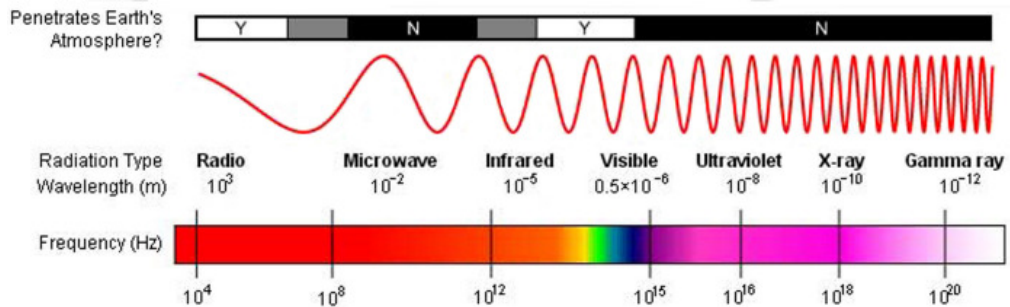 Penetrates Earth's
Atmosphere?
Y N Y N
Radiation Type Radio Microwave Infrared Visible Ultraviolet X-ray Gamma ray
Wavelength (m) 10³ 10⁻² 10⁻⁵ 0.5×10⁻⁶ 10⁻⁸ 10⁻¹⁰ 10⁻¹²
Frequency (Hz)
10⁴ 10⁸ 10¹² 10¹⁵ 10¹⁶ 10¹⁸ 10²⁰